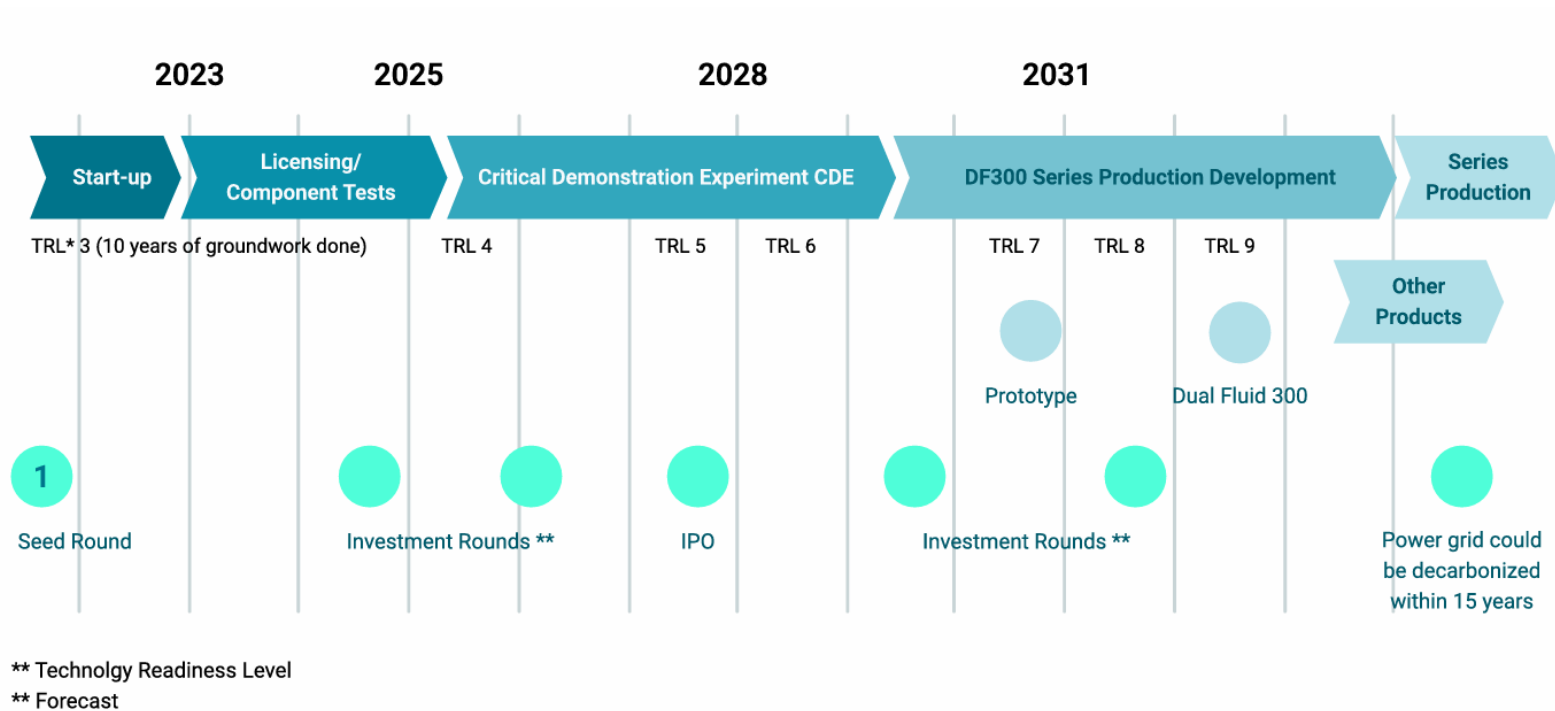 2023 2025 2028 2031
Start-up
Licensing/
Component Tests
Critical Demonstration Experiment CDE
DF300 Series Production Development
Series
Production
TRL* 3 (10 years of groundwork done) TRL 4 TRL 5 TRL 6 TRL 7 TRL 8 TRL 9
Other
Products
Prototype
Dual Fluid 300
1
Seed Round
Investment Rounds **
IPO
Investment Rounds **
Power grid could
be decarbonized
within 15 years
** Technolgy Readiness Level
** Forecast